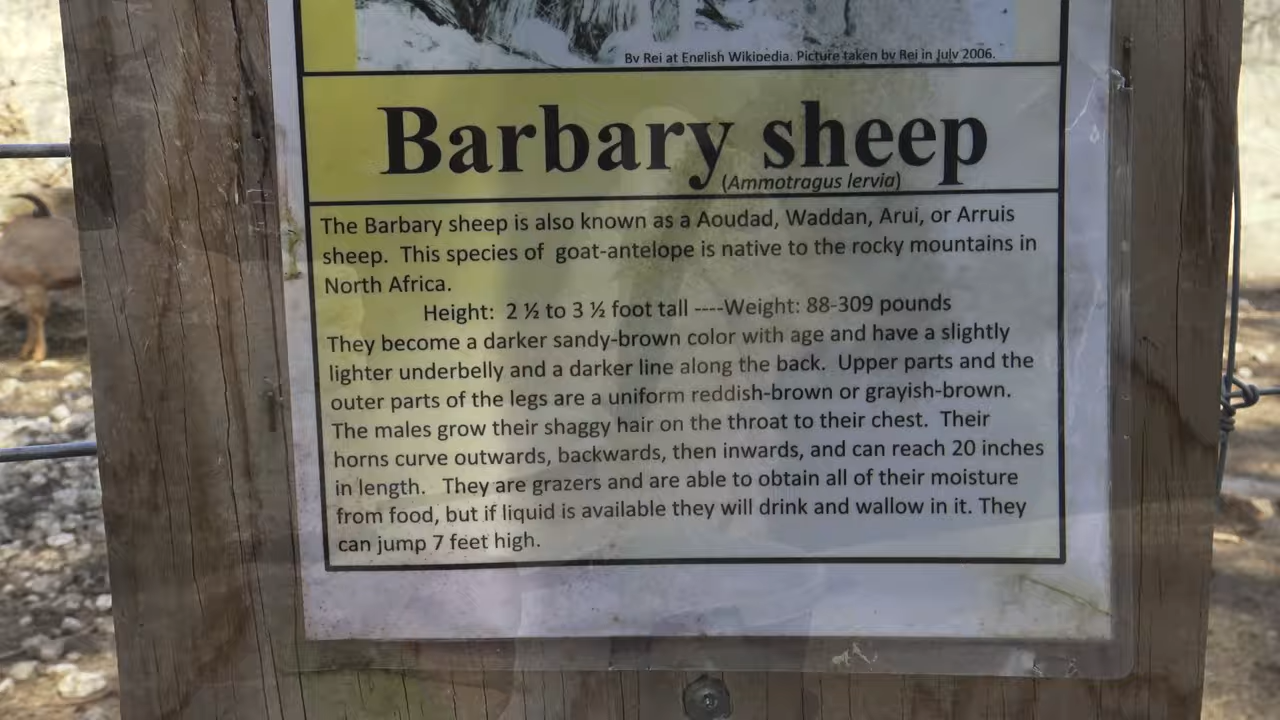 By Rei at English Wikipedia. Picture taken by Rei in July 2006.
Barbary sheep
(Ammotragus lervia)
The Barbary sheep is also known as a Aoudad, Waddan, Arui, or Arruis
sheep. This species of goat-antelope is native to the rocky mountains in
North Africa.
Height: 2 ½ to 3 ½ foot tall ----Weight: 88-309 pounds
They become a darker sandy-brown color with age and have a slightly
lighter underbelly and a darker line along the back. Upper parts and the
outer parts of the legs are a uniform reddish-brown or grayish-brown.
The males grow their shaggy hair on the throat to their chest. Their
horns curve outwards, backwards, then inwards, and can reach 20 inches
in length. They are grazers and are able to obtain all of their moisture
from food, but if liquid is available they will drink and wallow in it. They
can jump 7 feet high.